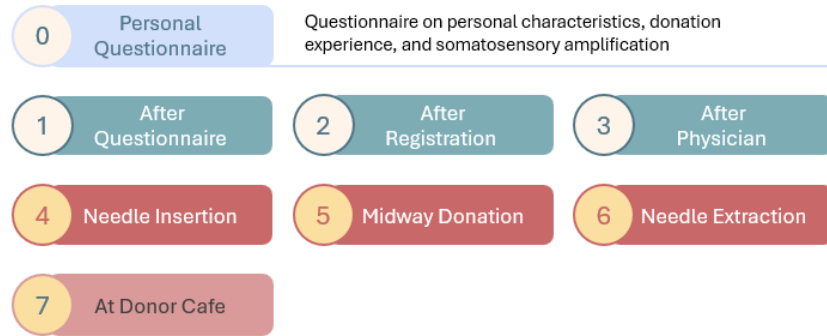 0
Personal
Questionnaire
Questionnaire on personal characteristics, donation
experience, and somatosensory amplification
1
After
Questionnaire
2
After
Registration
3
After
Physician
4
Needle Insertion
5
Midway Donation
6
Needle Extraction
7
At Donor Cafe